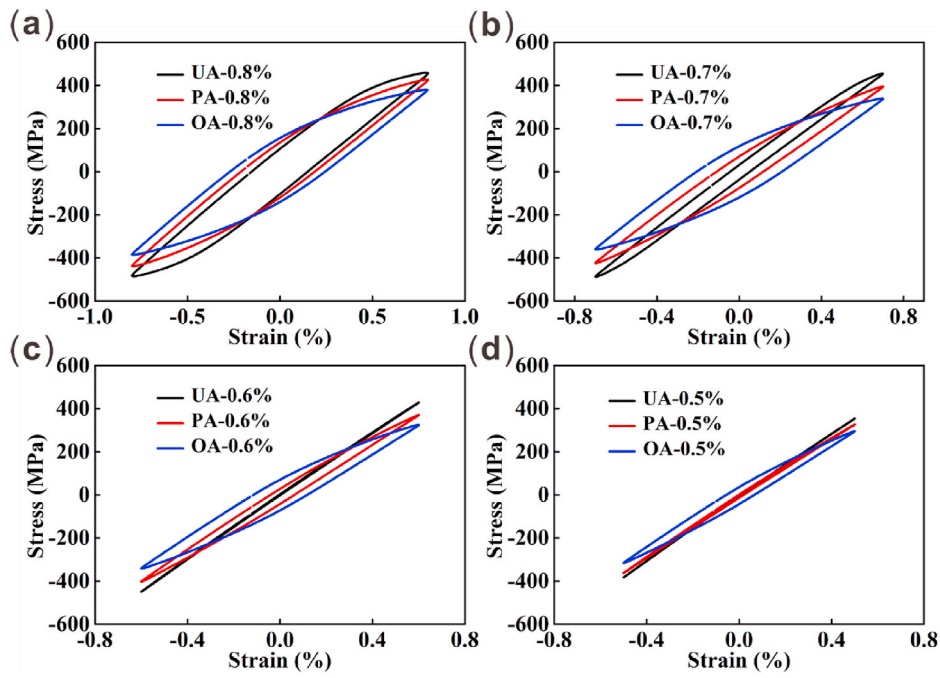 (a)
600
400
200
0
-200
-400
-600
Stress (MPa)
UA-0.8%
PA-0.8%
OA-0.8%
-1.0 -0.5 0.0 0.5 1.0
Strain (%)
(b)
600
400
200
0
-200
-400
-600
Stress (MPa)
UA-0.7%
PA-0.7%
OA-0.7%
-0.8 -0.4 0.0 0.4 0.8
Strain (%)
(c)
600
400
200
0
-200
-400
-600
Stress (MPa)
UA-0.6%
PA-0.6%
OA-0.6%
-0.8 -0.4 0.0 0.4 0.8
Strain (%)
(d)
600
400
200
0
-200
-400
-600
Stress (MPa)
UA-0.5%
PA-0.5%
OA-0.5%
-0.8 -0.4 0.0 0.4 0.8
Strain (%)